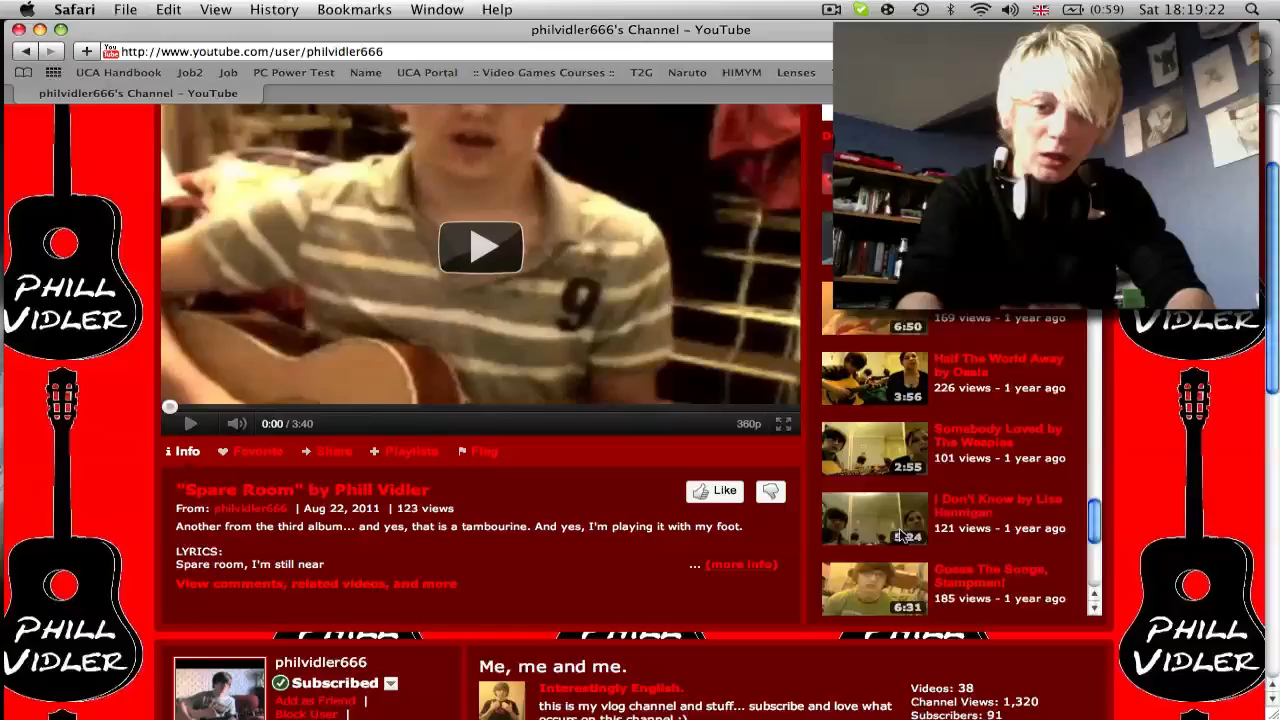 Safari File Edit View History Bookmarks Window Help (0:59) Sat 18:19:22
philvidler666's Channel – YouTube
You Tube http://www.youtube.com/user/philvidler666
UCA Handbook Job2 Job PC Power Test Name UCA Portal :: Video Games Courses :: T2G Naruto HIMYM Lenses
philvidler666's Channel – YouTube
9
PHILL VIDLER
PHILL VIDLER
PHILL VIDLER
VIDLER
6:50 169 views - 1 year ago
Half The World Away
by Oasis
226 views - 1 year ago
3:56
Somebody Loved by
The Weepies
101 views - 1 year ago
2:55
I Don't Know by Lisa
Hannigan
121 views - 1 year ago
Guess The Songs,
Stampmen!
185 views - 1 year ago
6:31
0:00 / 3:40 360p
Info Favorite Share Playlists Flag
"Spare Room" by Phill Vidler
Like
From: philvidler666 | Aug 22, 2011 | 123 views
Another from the third album... and yes, that is a tambourine. And yes, I'm playing it with my foot.
LYRICS:
Spare room, I'm still near ... (more info)
View comments, related videos, and more
philvidler666
Subscribed
Add as Friend |
Block User |
Me, me and me.
Interestingly English.
this is my vlog channel and stuff... subscribe and love
what occurs on this channel :)
Videos: 38
Channel Views: 1,320
Subscribers: 91